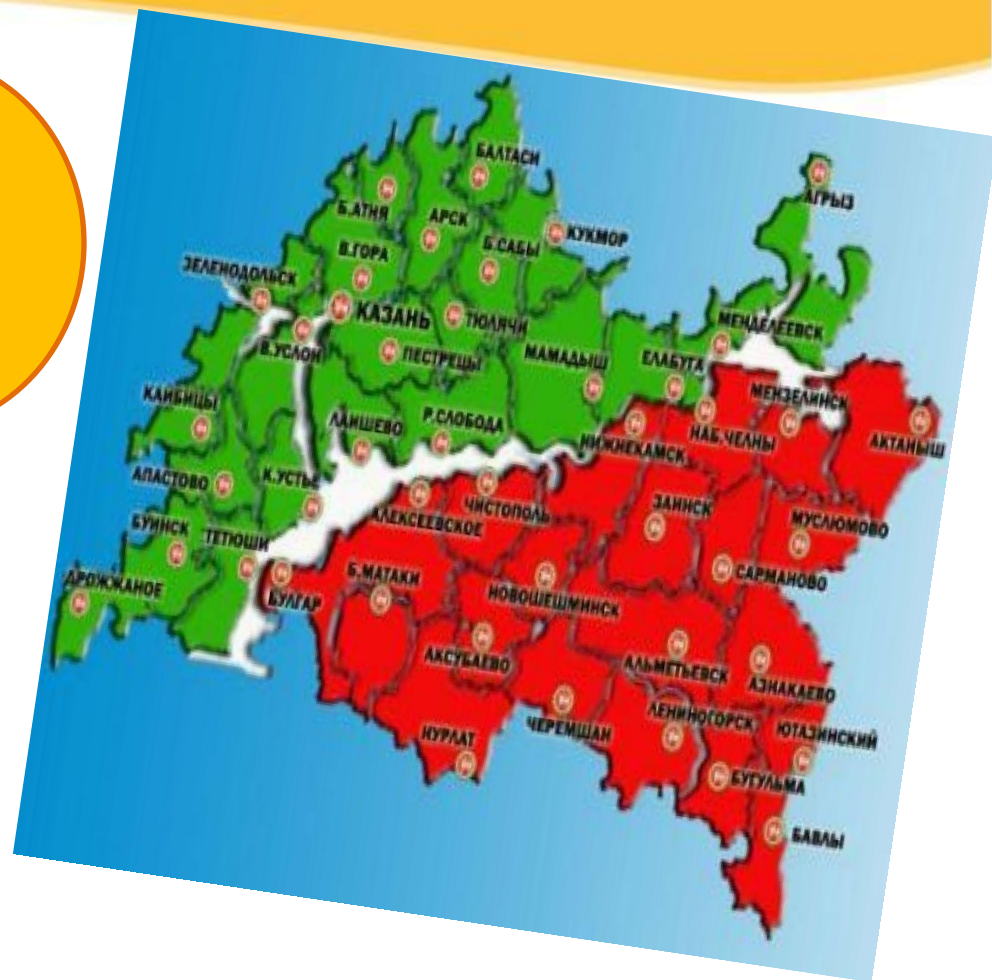 БАЛТАСИ
АГРЫЗ
Б.АТНЯ
АРСК
КУКМОР
Б.САБЫ
В.ГОРА
ЗЕЛЕНОДОЛЬСК
КАЗАНЬ
ТЮЛЯЧИ
МЕНДЕЛЕЕВСК
В.УСЛОН
ПЕСТРЕЦЫ
МАМАДЫШ
ЕЛАБУГА
КАЙБИЦЫ
МЕНЗЕЛИНСК
ЛАИШЕВО
Р.СЛОБОДА
НИЖНЕКАМСК
НАБ.ЧЕЛНЫ
АКТАНЫШ
АПАСТОВО
К.УСТЬЕ
ЧИСТОПОЛЬ
ЗАИНСК
АЛЕКСЕЕВСКОЕ
МУСЛЮМОВО
БУИНСК
ТЕТЮШИ
ДРОЖЖАНОЕ
Б.МАТАКИ
САРМАНОВО
БУЛГАР
НОВОШЕШМИНСК
АКСУБАЕВО
АЛЬМЕТЬЕВСК
АЗНАКАЕВО
ЧЕРЕМШАН
ЛЕНИНОГОРСК
ЮТАЗИНСКИЙ
НУРЛАТ
БУГУЛЬМА
БАВЛЫ